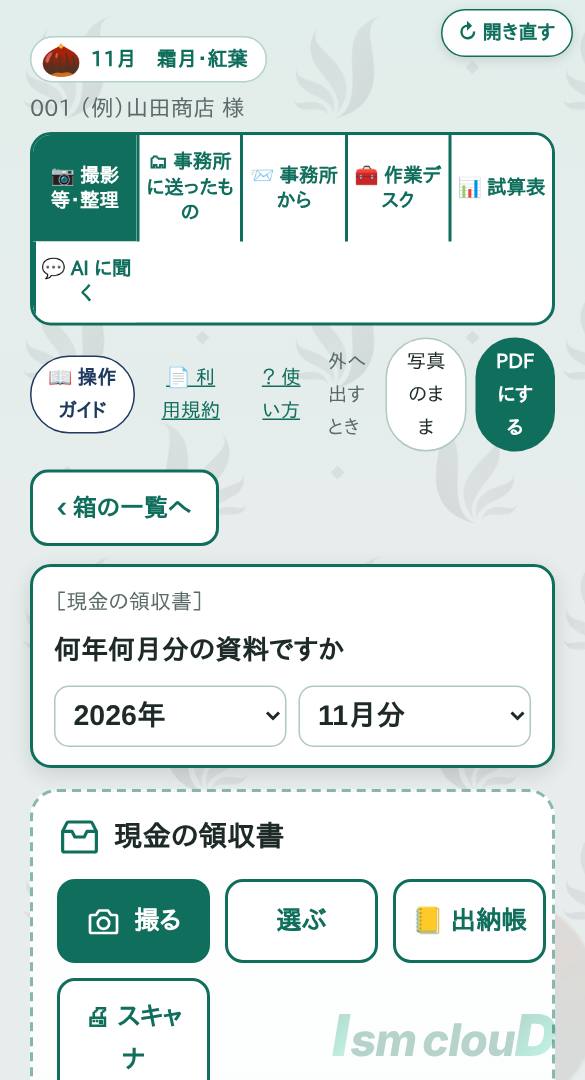 開き直す
11月　霜月・紅葉
001 (例)山田商店 様
撮影
等・整理
事務所
に送ったも
の
事務所
から
作業デ
スク
試算表
AI に聞
く
操作
ガイド
利
用規約
? 使
い方
外へ
出す
とき
写真
のま
ま
PDF
にす
る
‹ 箱の一覧へ
［現金の領収書］
何年何月分の資料ですか
2026年
11月分
現金の領収書
撮る
選ぶ
出納帳
スキャ
ナ
Ism clouD